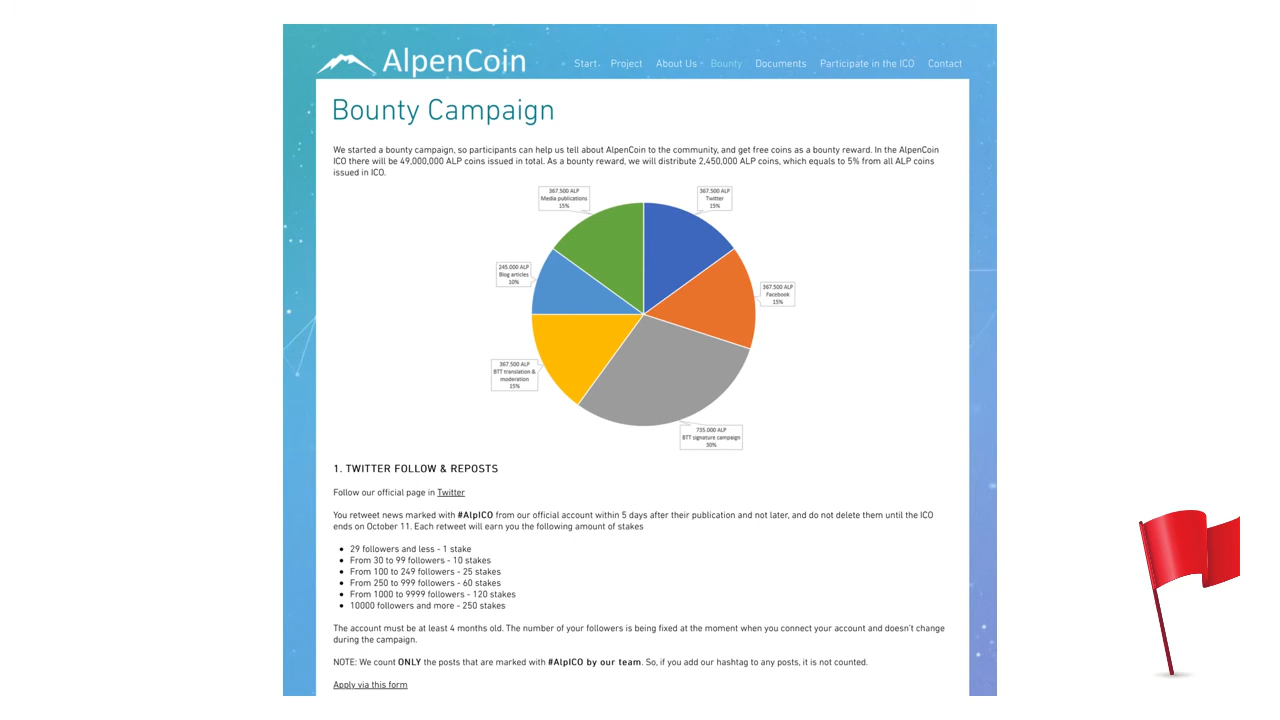 AlpenCoin
Start Project About Us Bounty Documents Participate in the ICO Contact
Bounty Campaign
We started a bounty campaign, so participants can help us tell about AlpenCoin to the community, and get free coins as a bounty reward. In the AlpenCoin
ICO there will be 49,000,000 ALP coins issued in total. As a bounty reward, we will distribute 2,450,000 ALP coins, which equals to 5% from all ALP coins
issued in ICO.
367.500 ALP
Media publications
15%
367.500 ALP
Twitter
15%
245.000 ALP
Blog articles
10%
367.500 ALP
Facebook
15%
367.500 ALP
BTT translation &
moderation
15%
735.000 ALP
BTT signature campaign
30%
1. TWITTER FOLLOW & REPOSTS
Follow our official page in Twitter
You retweet news marked with #AlpICO from our official account within 5 days after their publication and not later, and do not delete them until the ICO
ends on October 11. Each retweet will earn you the following amount of stakes
• 29 followers and less - 1 stake
• From 30 to 99 followers - 10 stakes
• From 100 to 249 followers - 25 stakes
• From 250 to 999 followers - 60 stakes
• From 1000 to 9999 followers - 120 stakes
• 10000 followers and more - 250 stakes
The account must be at least 4 months old. The number of your followers is being fixed at the moment when you connect your account and doesn't change
during the campaign.
NOTE: We count ONLY the posts that are marked with #AlpICO by our team. So, if you add our hashtag to any posts, it is not counted.
Apply via this form